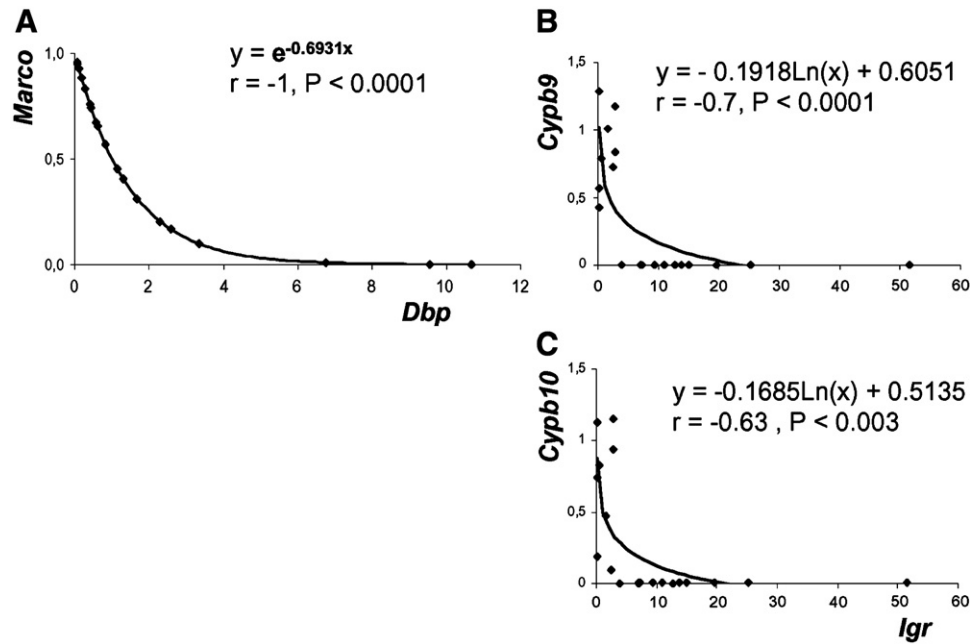 A
y = e-0.6931x
r = -1, P < 0.0001
Marco
1,0
0,5
0,0
0 2 4 6 8 10 12
Dbp
B
y = - 0.1918Ln(x) + 0.6051
r = -0.7, P < 0.0001
Cypb9
1,5
1
0,5
0
0 10 20 30 40 50 60
C
y = -0.1685Ln(x) + 0.5135
r = -0.63 , P < 0.003
Cypb10
1,5
1
0,5
0
0 10 20 30 40 50 60
Igr